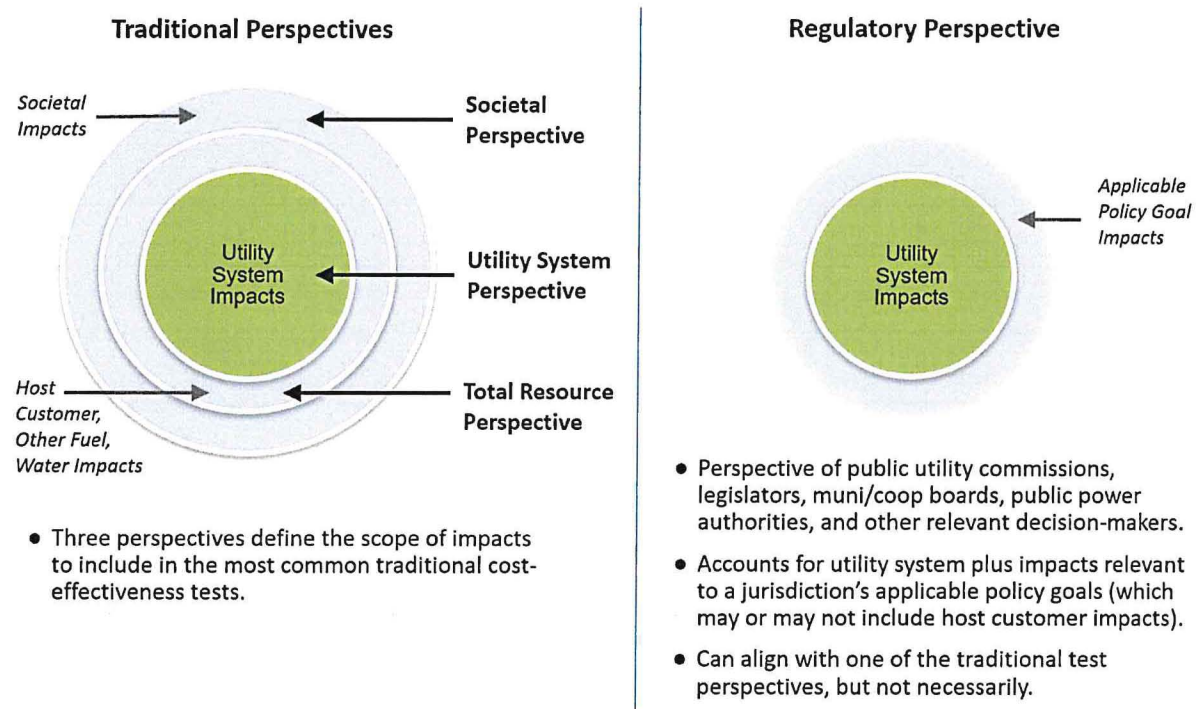 Traditional Perspectives
Societal
Impacts
Societal
Perspective
Utility
System
Impacts
Utility System
Perspective
Host
Customer,
Other Fuel,
Water Impacts
Total Resource
Perspective
● Three perspectives define the scope of impacts
to include in the most common traditional cost-
effectiveness tests.
Regulatory Perspective
Applicable
Policy Goal
Impacts
Utility
System
Impacts
● Perspective of public utility commissions,
legislators, muni/coop boards, public power
authorities, and other relevant decision-makers.
● Accounts for utility system plus impacts relevant
to a jurisdiction's applicable policy goals (which
may or may not include host customer impacts).
● Can align with one of the traditional test
perspectives, but not necessarily.